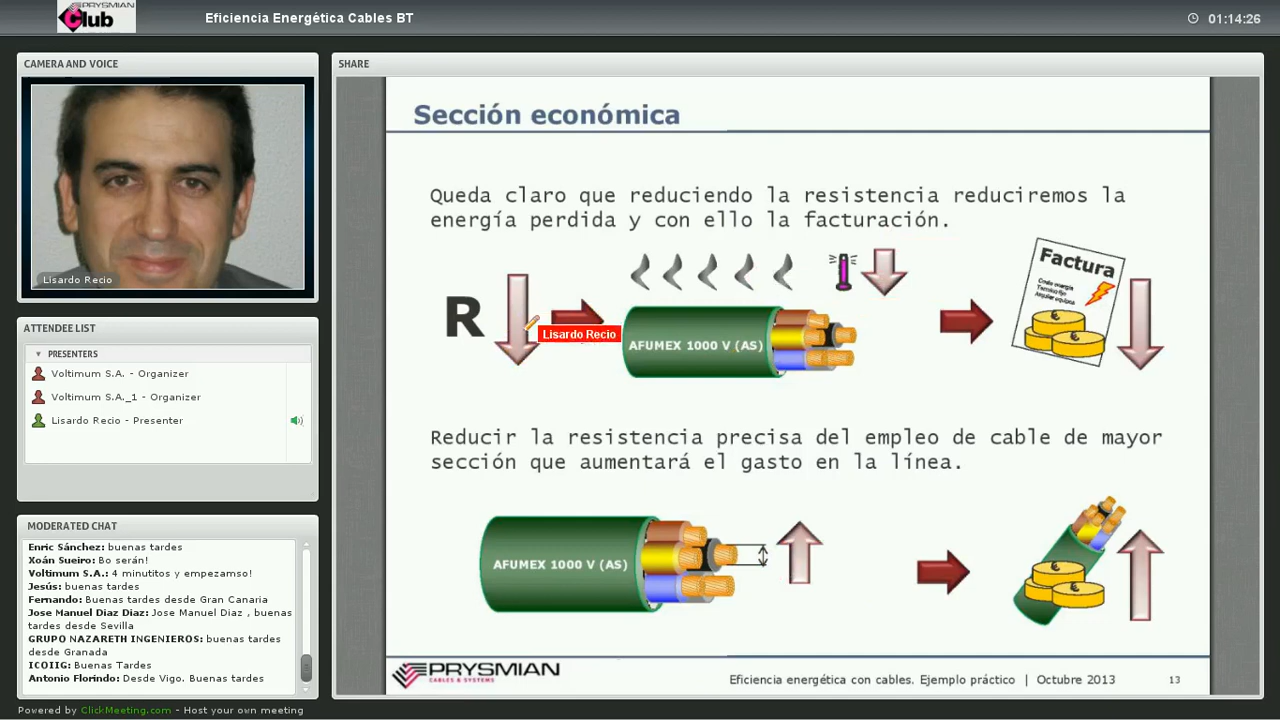 PRYSMIAN
Club
Eficiencia Energética Cables BT
01:14:26
CAMERA AND VOICE
Lisardo Recio
ATTENDEE LIST
PRESENTERS
Voltimum S.A. - Organizer
Voltimum S.A._1 - Organizer
Lisardo Recio - Presenter
MODERATED CHAT
Enric Sánchez: buenas tardes
Xoán Sueiro: Bo serán!
Voltimum S.A.: 4 minutitos y empezamso!
Jesús: buenas tardes
Fernando: Buenas tardes desde Gran Canaria
Jose Manuel Diaz Diaz: Jose Manuel Diaz , buenas
tardes desde Sevilla
GRUPO NAZARETH INGENIEROS: buenas tardes
desde Granada
ICOIIG: Buenas Tardes
Antonio Florindo: Desde Vigo. Buenas tardes
Powered by ClickMeeting.com - Host your own meeting
SHARE
Sección económica
Queda claro que reduciendo la resistencia reduciremos la
energía perdida y con ello la facturación.
R
Lisardo Recio
AFUMEX 1000 V (AS)
Factura
Reducir la resistencia precisa del empleo de cable de mayor
sección que aumentará el gasto en la línea.
AFUMEX 1000 V (AS)
PRYSMIAN
CABLES & SYSTEMS
Eficiencia energética con cables. Ejemplo práctico | Octubre 2013
13